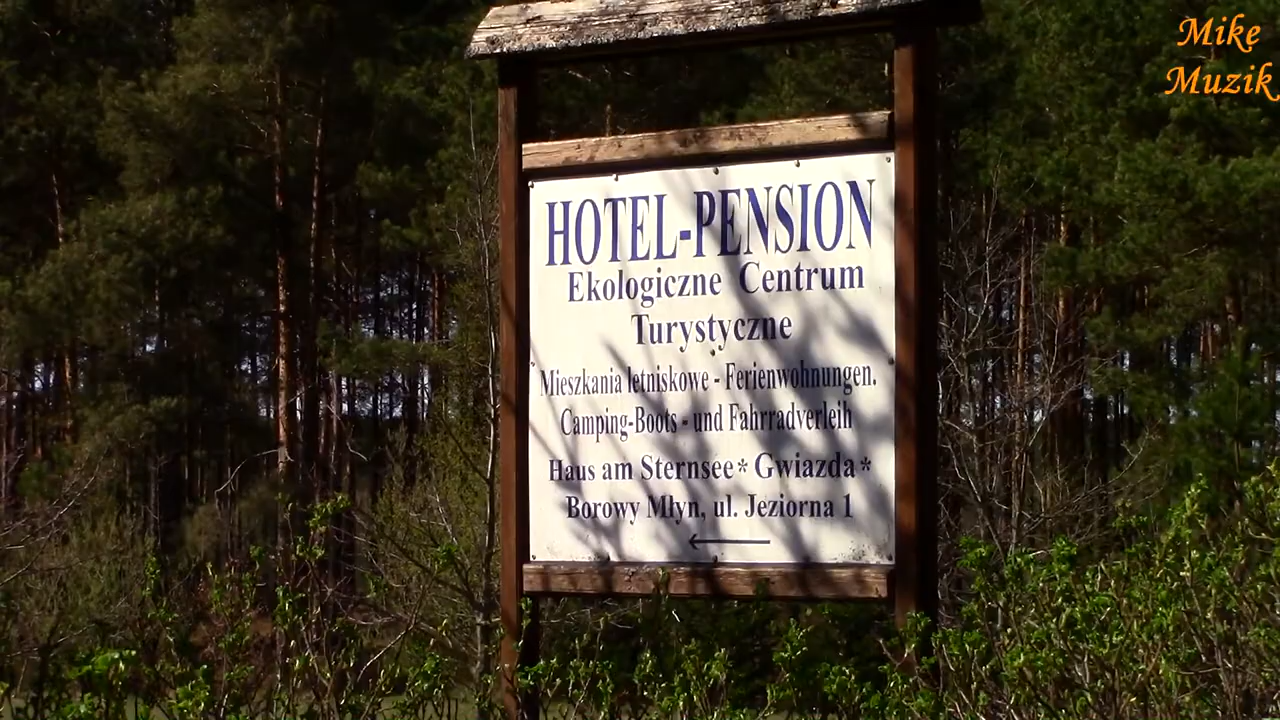 Mike
Muzik
HOTEL-PENSION
Ekologiczne Centrum
Turystyczne
Mieszkania letniskowe - Ferienwohnungen.
Camping-Boots - und Fahrradverleih
Haus am Sternsee* Gwiazda*
Borowy Młyn, ul. Jeziorna 1